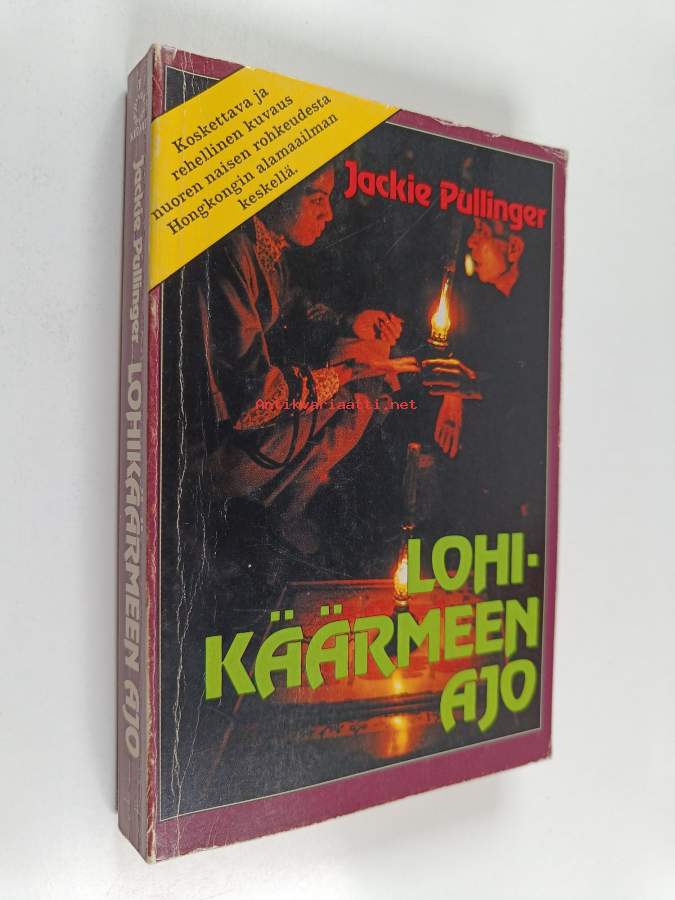 Koskettava ja
rehellinen kuvaus
nuoren naisen rohkeudesta
Hongkongin alamaailman
keskellä.
Jackie Pullinger
Antikvariaatti.net
LOHI-
KÄÄRMEEN
AJO
Jackie Pullinger LOHIKÄÄRMEEN AJO